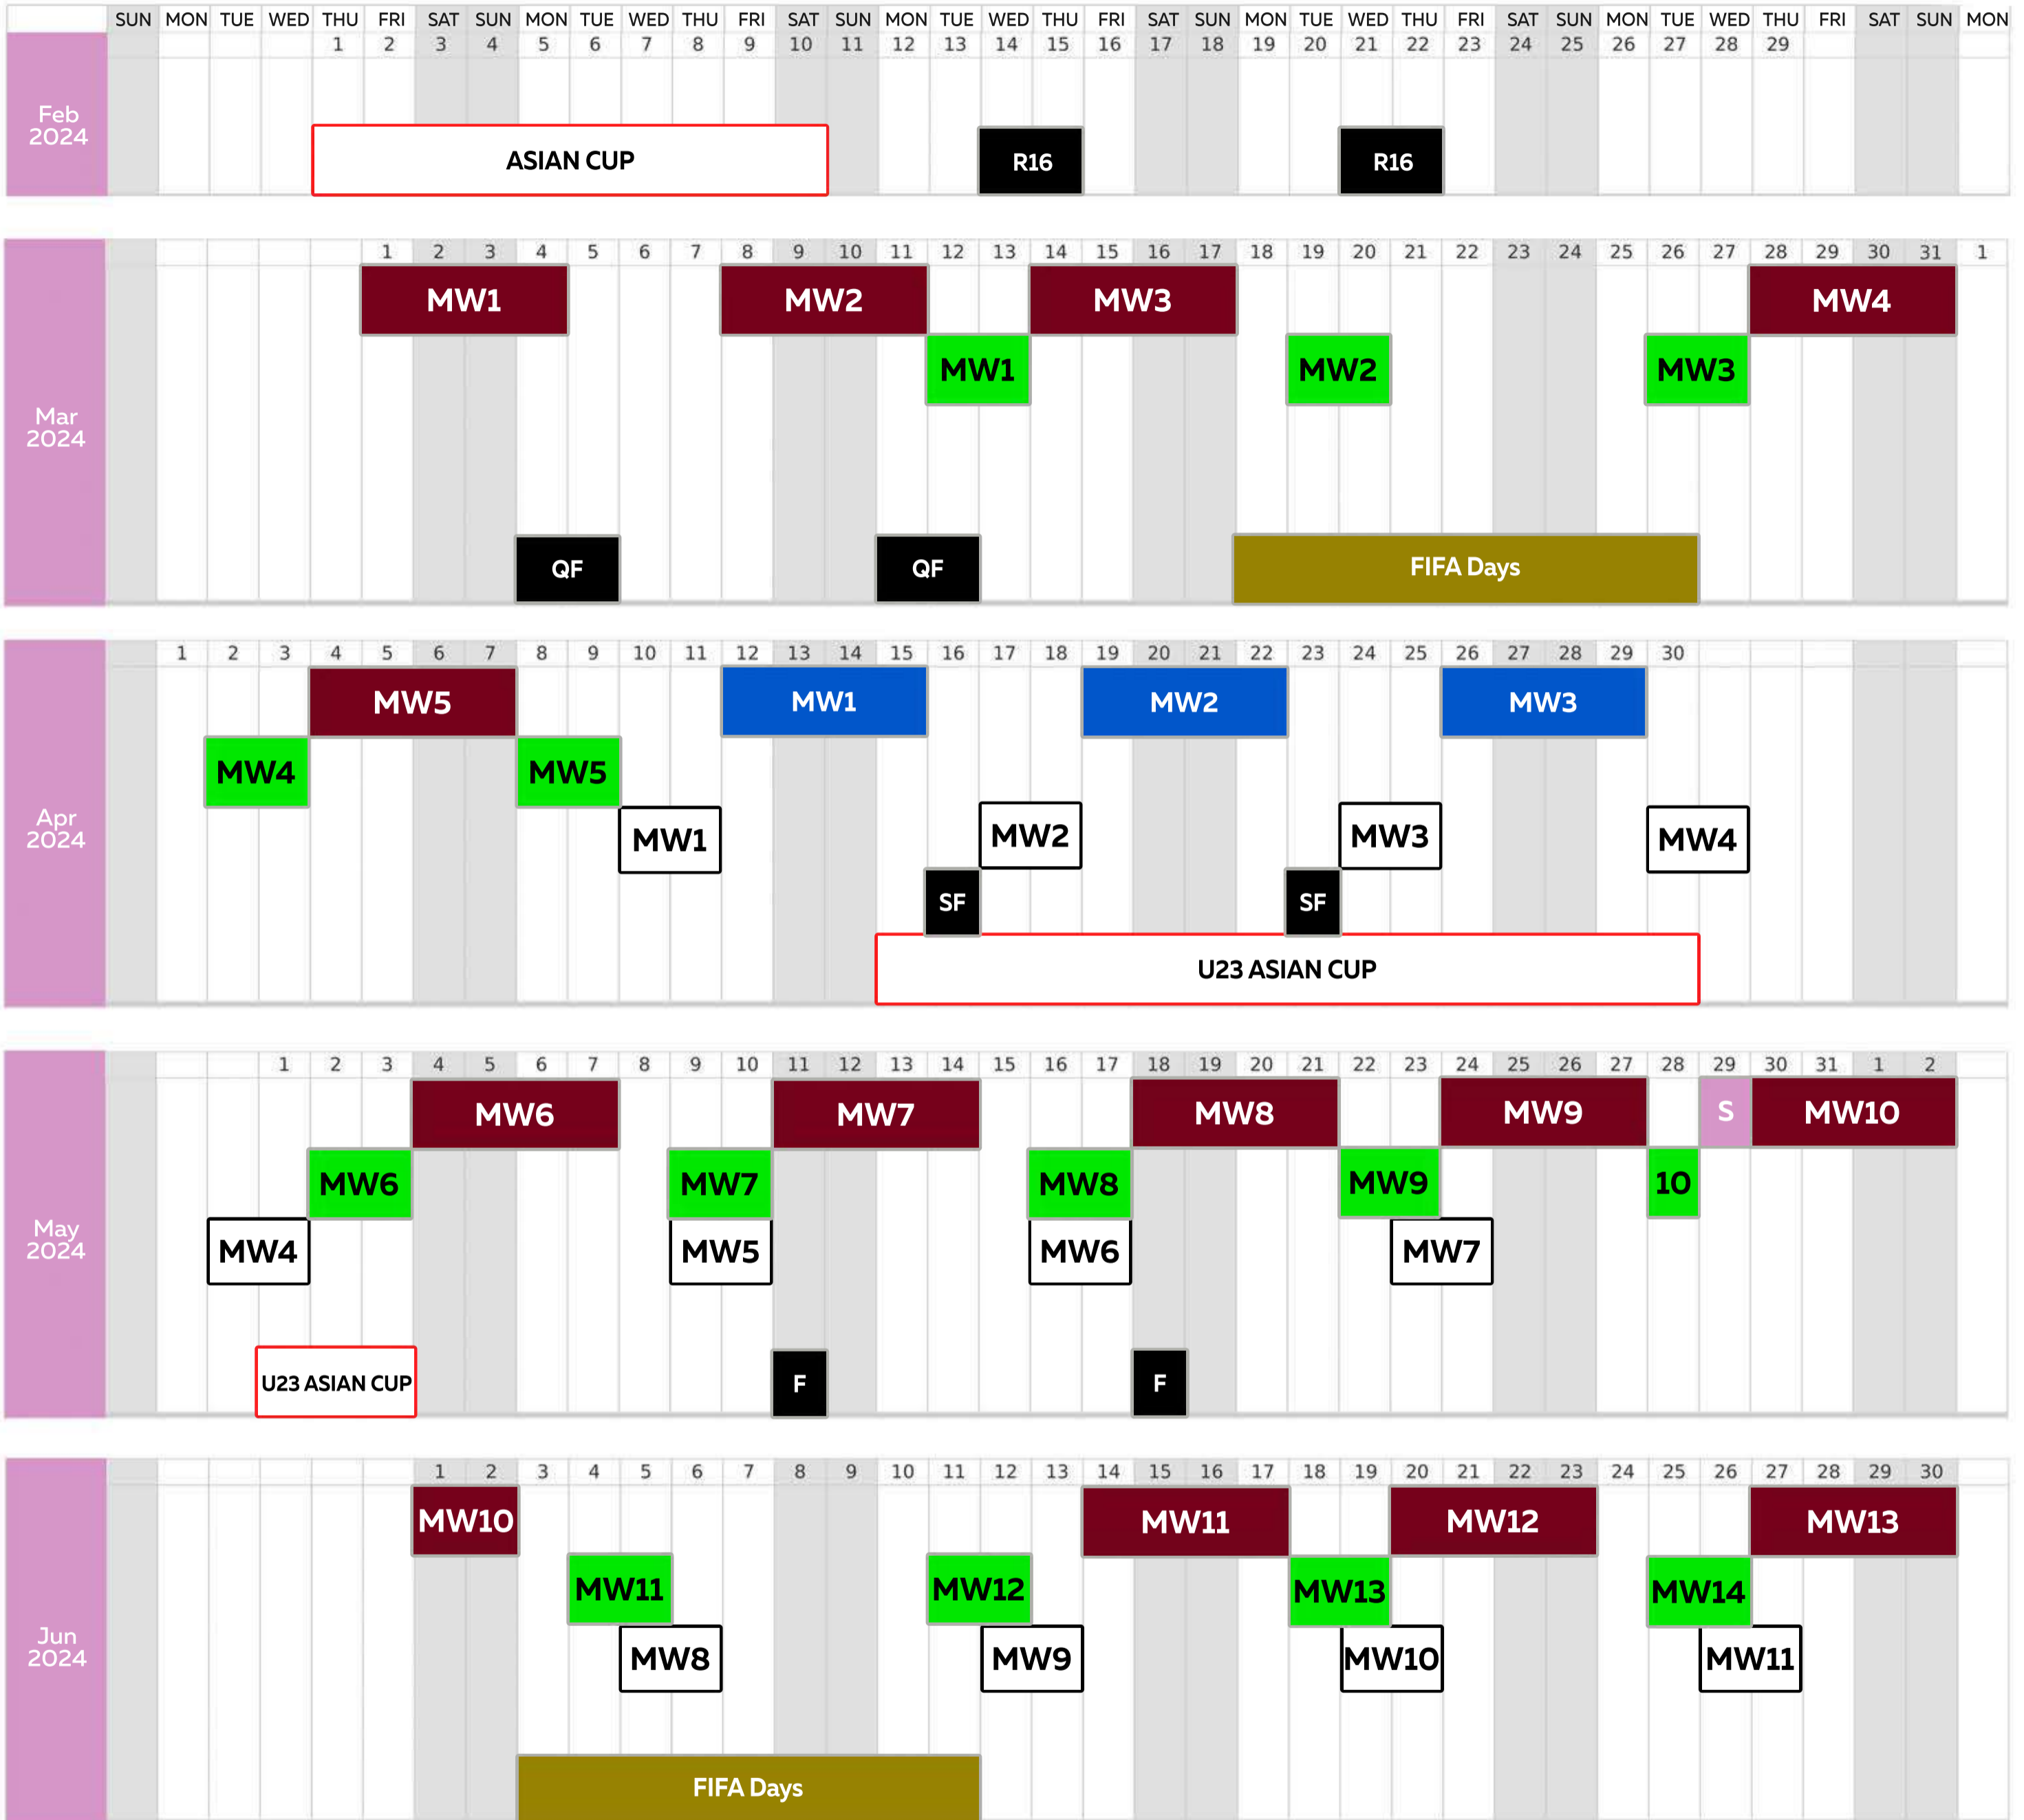 SUN MON TUE WED THU FRI SAT SUN MON TUE WED THU FRI SAT SUN MON TUE WED THU FRI SAT SUN MON TUE WED THU FRI SAT SUN MON TUE WED THU FRI SAT SUN MON
1 2 3 4 5 6 7 8 9 10 11 12 13 14 15 16 17 18 19 20 21 22 23 24 25 26 27 28 29
Feb
2024
ASIAN CUP R16 R16
1 2 3 4 5 6 7 8 9 10 11 12 13 14 15 16 17 18 19 20 21 22 23 24 25 26 27 28 29 30 31 1
MW1 MW2 MW3 MW4
MW1 MW2 MW3
Mar
2024
QF QF FIFA Days
1 2 3 4 5 6 7 8 9 10 11 12 13 14 15 16 17 18 19 20 21 22 23 24 25 26 27 28 29 30
MW5 MW1 MW2 MW3
MW4 MW5
Apr
2024
MW1 MW2 MW3 MW4
SF SF
U23 ASIAN CUP
1 2 3 4 5 6 7 8 9 10 11 12 13 14 15 16 17 18 19 20 21 22 23 24 25 26 27 28 29 30 31 1 2
MW6 MW7 MW8 MW9 S MW10
MW6 MW7 MW8 MW9 10
May
2024
MW4 MW5 MW6 MW7
U23 ASIAN CUP F F
1 2 3 4 5 6 7 8 9 10 11 12 13 14 15 16 17 18 19 20 21 22 23 24 25 26 27 28 29 30
MW10 MW11 MW12 MW13
MW11 MW12 MW13 MW14
Jun
2024
MW8 MW9 MW10 MW11
FIFA Days